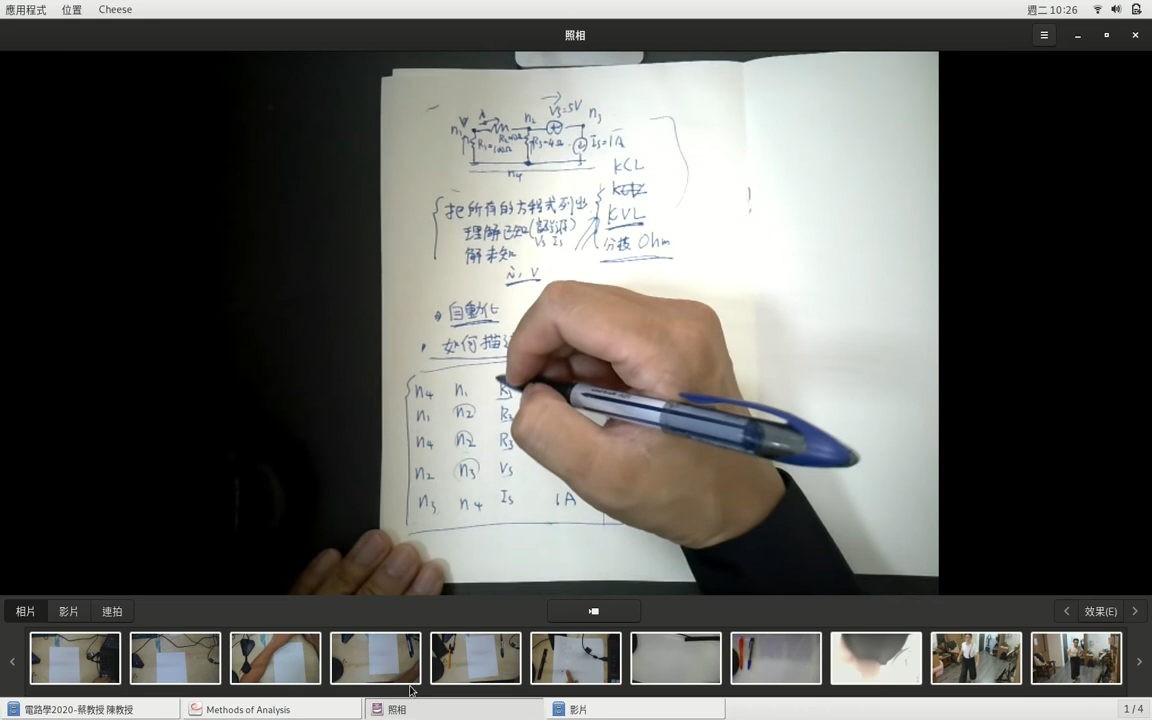 應用程式 位置 Cheese 週二 10:26
照相
n₁ n₂ Vs=5V n₃
R₃=4Ω Is=1A
n₄
KCL
KVL
分枝 Ohm
把所有的方程式列出
理解已知(電源)
Vs Is
解未知
i, V
自動化
如何描述
n₄ n₁ R₁
n₁ n₂ R₂
n₄ n₂ R₃
n₂ n₃ Vs
n₃ n₄ Is 1A
相片 影片 連拍 效果(E)
電路學2020-蔡教授 陳教授 Methods of Analysis 照相 影片 1 / 4